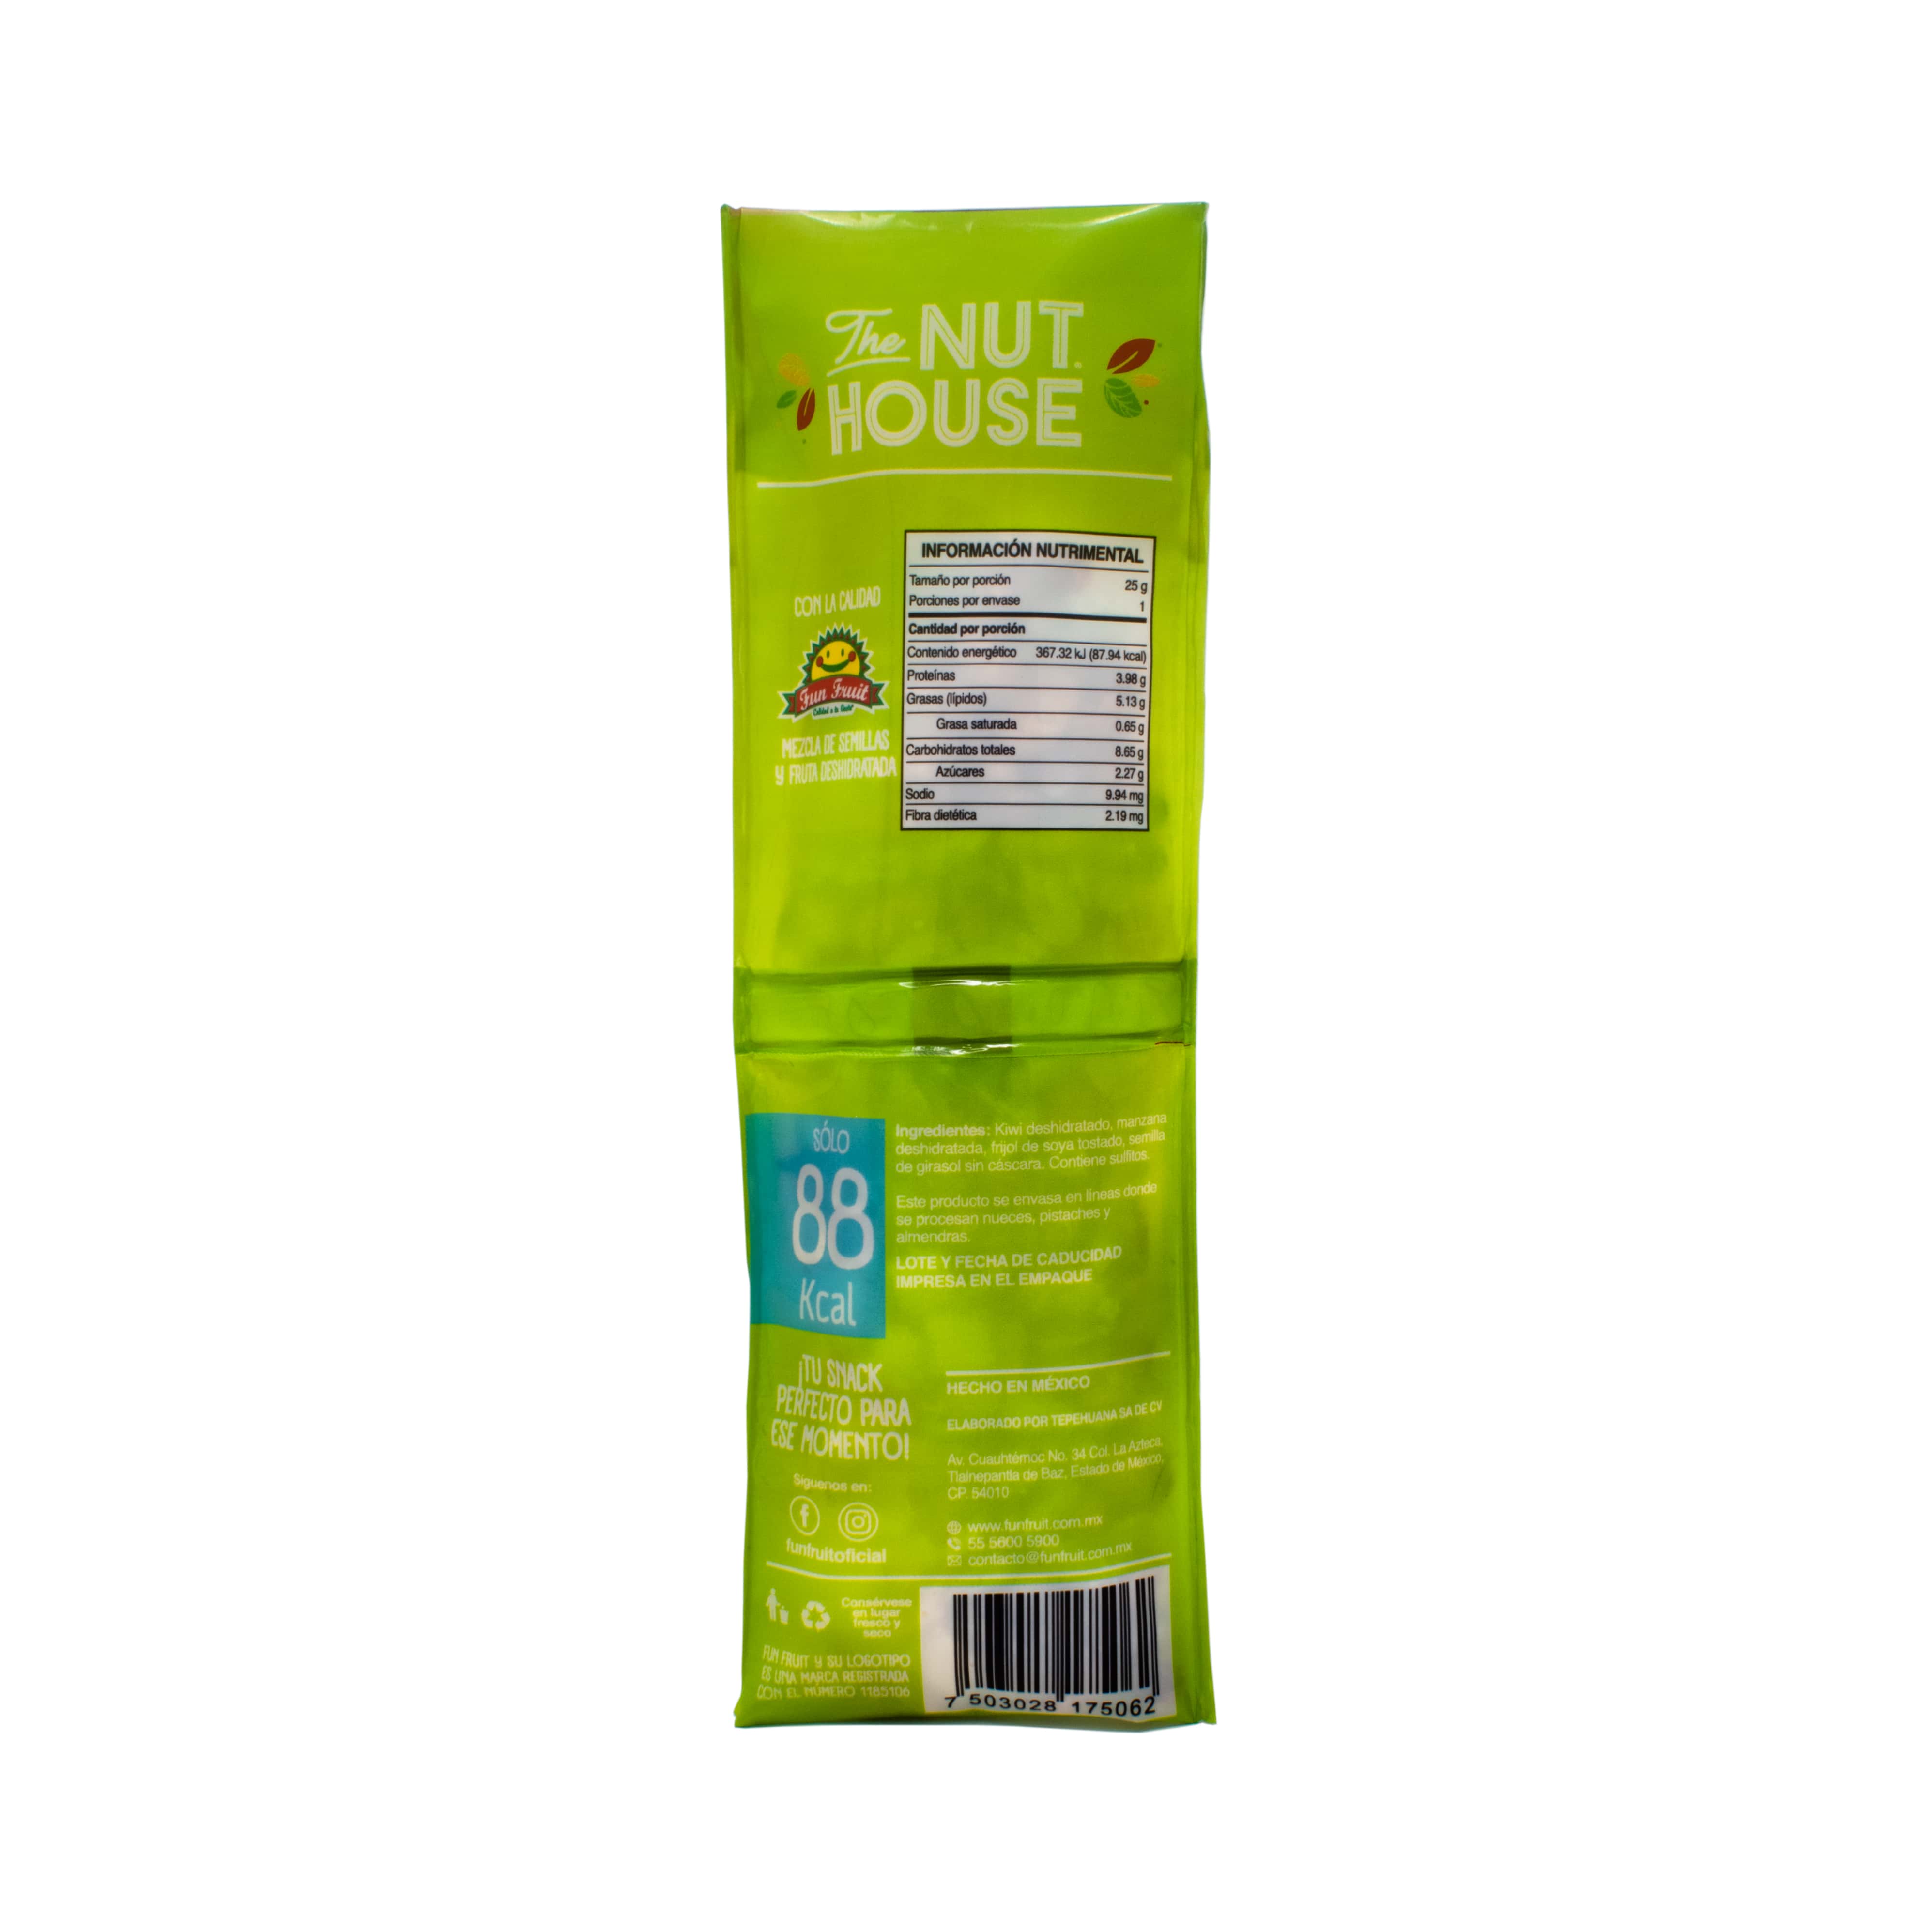 The NUT
HOUSE
CON LA CALIDAD
Fun Fruit
MEZCLA DE SEMILLAS
Y FRUTA DESHIDRATADA
INFORMACIÓN NUTRIMENTAL
Tamaño por porción 25 g
Porciones por envase 1
Cantidad por porción
Contenido energético 367.32 kJ (87.94 kcal)
Proteínas 3.98 g
Grasas (lípidos) 5.13 g
Grasa saturada 0.65 g
Carbohidratos totales 8.65 g
Azúcares 2.27 g
Sodio 9.94 mg
Fibra dietética 2.19 mg
SÓLO
88
Kcal
Ingredientes: Kiwi deshidratado, manzana
deshidratada, frijol de soya tostado, semilla
de girasol sin cáscara. Contiene sulfitos.
Este producto se envasa en líneas donde
se procesan nueces, pistaches y
almendras.
LOTE Y FECHA DE CADUCIDAD
IMPRESA EN EL EMPAQUE
¡TU SNACK
PERFECTO PARA
ESE MOMENTO!
Síguenos en:
funfruitoficial
HECHO EN MÉXICO
ELABORADO POR TEPEHUANA SA DE CV
Av. Cuauhtémoc No. 34 Col. La Azteca,
Tlalnepantla de Baz, Estado de México,
CP. 54010
www.funfruit.com.mx
55 5600 5900
contacto@funfruit.com.mx
Consérvese
en lugar
fresco y
seco
FUN FRUIT Y SU LOGOTIPO
ES UNA MARCA REGISTRADA
CON EL NÚMERO 1185106
7 503028 175062